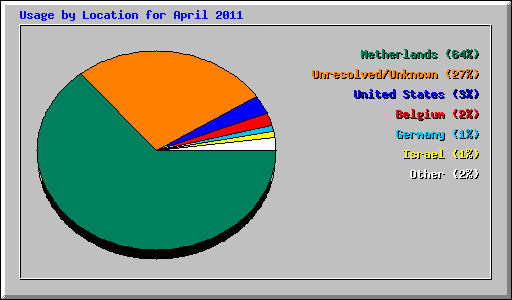 Usage by Location for April 2011
Netherlands (64%)
Unresolved/Unknown (27%)
United States (3%)
Belgium (2%)
Germany (1%)
Israel (1%)
Other (2%)